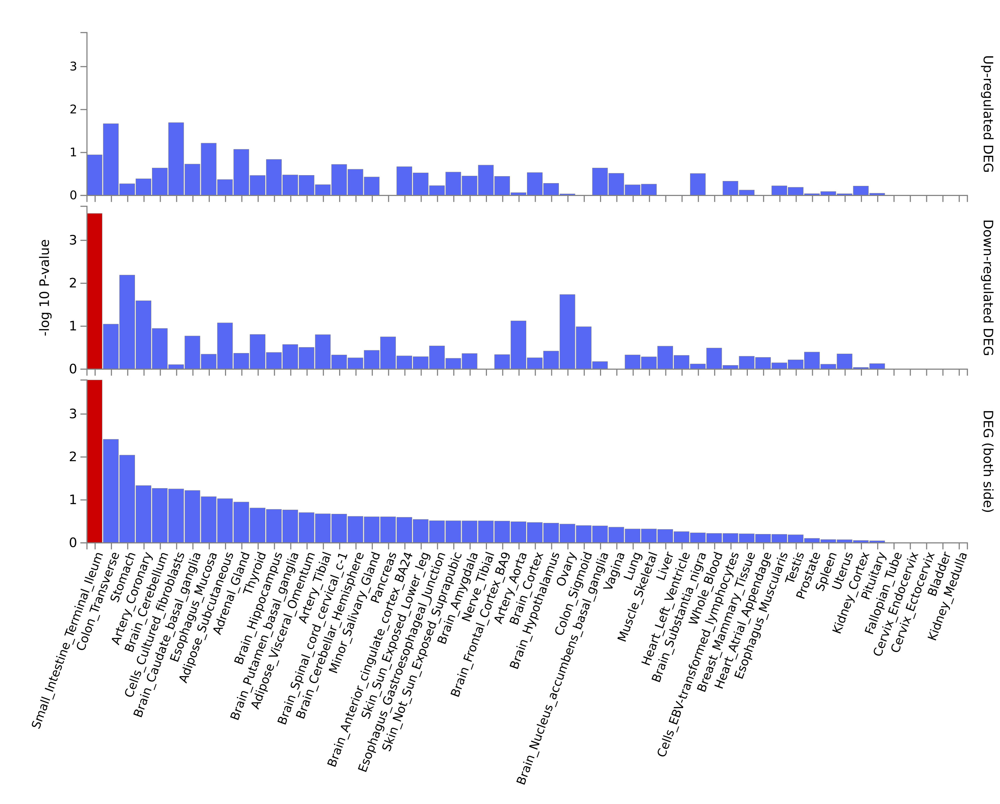 3
2
1
0
Up-regulated DEG
-log 10 P-value
3
2
1
0
Down-regulated DEG
3
2
1
0
DEG (both side)
Small_Intestine_Terminal_Ileum
Colon_Transverse
Stomach
Artery_Coronary
Brain_Cerebellum
Cells_Cultured_fibroblasts
Brain_Caudate_basal_ganglia
Esophagus_Mucosa
Adipose_Subcutaneous
Adrenal_Gland
Thyroid
Brain_Hippocampus
Brain_Putamen_basal_ganglia
Adipose_Visceral_Omentum
Artery_Tibial
Brain_Spinal_cord_cervical_c-1
Brain_Cerebellar_Hemisphere
Minor_Salivary_Gland
Pancreas
Brain_Anterior_cingulate_cortex_BA24
Skin_Sun_Exposed_Lower_leg
Esophagus_Gastroesophageal_Junction
Skin_Not_Sun_Exposed_Suprapubic
Brain_Amygdala
Nerve_Tibial
Brain_Frontal_Cortex_BA9
Artery_Aorta
Brain_Cortex
Brain_Hypothalamus
Ovary
Colon_Sigmoid
Brain_Nucleus_accumbens_basal_ganglia
Vagina
Lung
Muscle_Skeletal
Liver
Heart_Left_Ventricle
Brain_Substantia_nigra
Whole_Blood
Cells_EBV-transformed_lymphocytes
Breast_Mammary_Tissue
Heart_Atrial_Appendage
Esophagus_Muscularis
Testis
Prostate
Spleen
Uterus
Kidney_Cortex
Pituitary
Fallopian_Tube
Cervix_Endocervix
Cervix_Ectocervix
Bladder
Kidney_Medulla